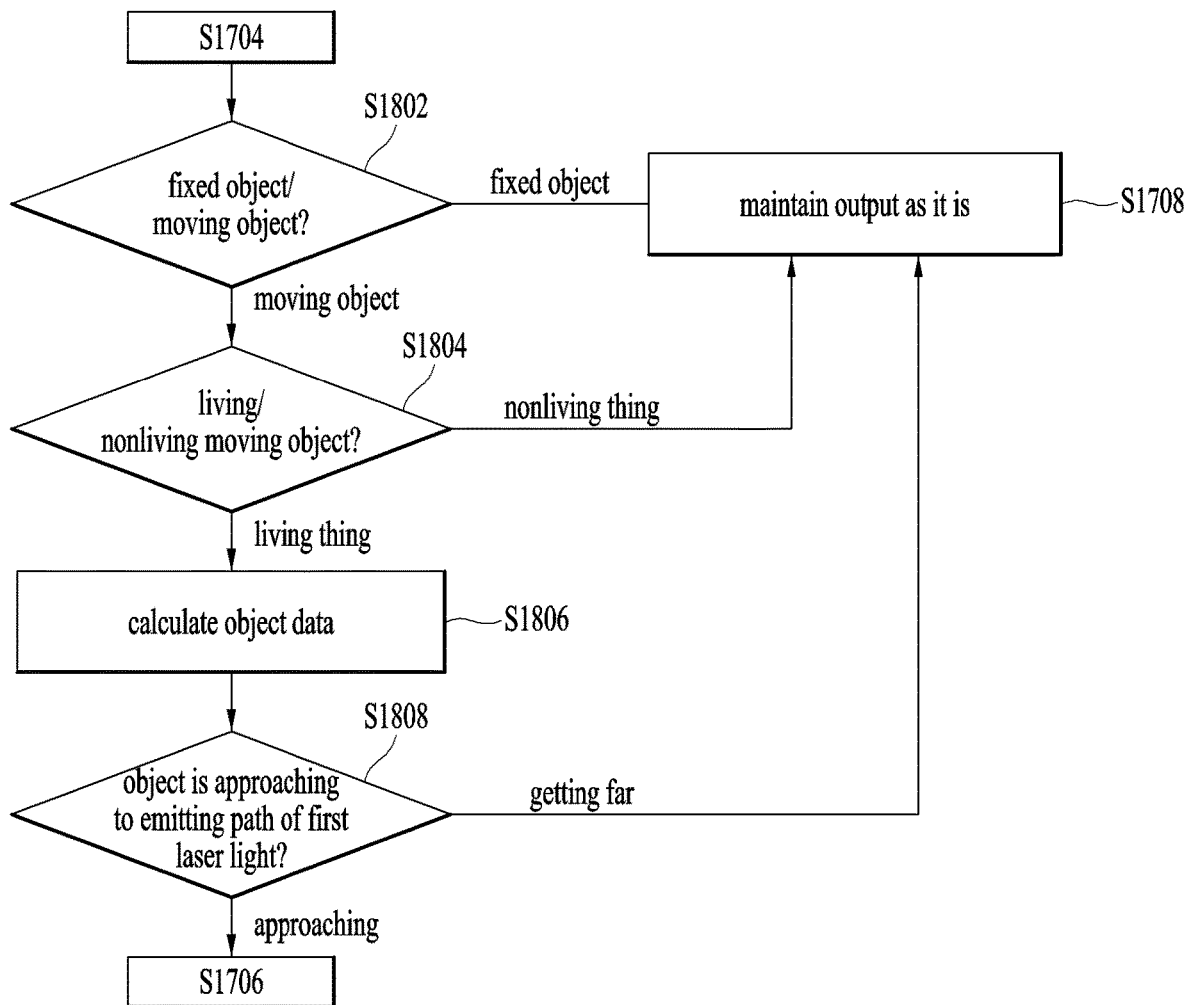 S1704
S1802
fixed object/
moving object?
fixed object
maintain output as it is
S1708
moving object
S1804
living/
nonliving moving object?
nonliving thing
living thing
calculate object data
S1806
S1808
object is approaching
to emitting path of first
laser light?
getting far
approaching
S1706